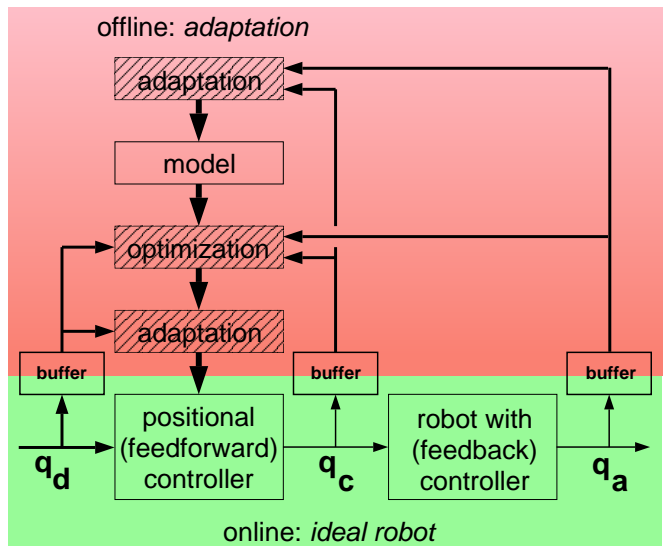 offline: adaptation
adaptation
model
optimization
adaptation
buffer
buffer
buffer
positional
(feedforward)
controller
robot with
(feedback)
controller
q_d
q_c
q_a
online: ideal robot